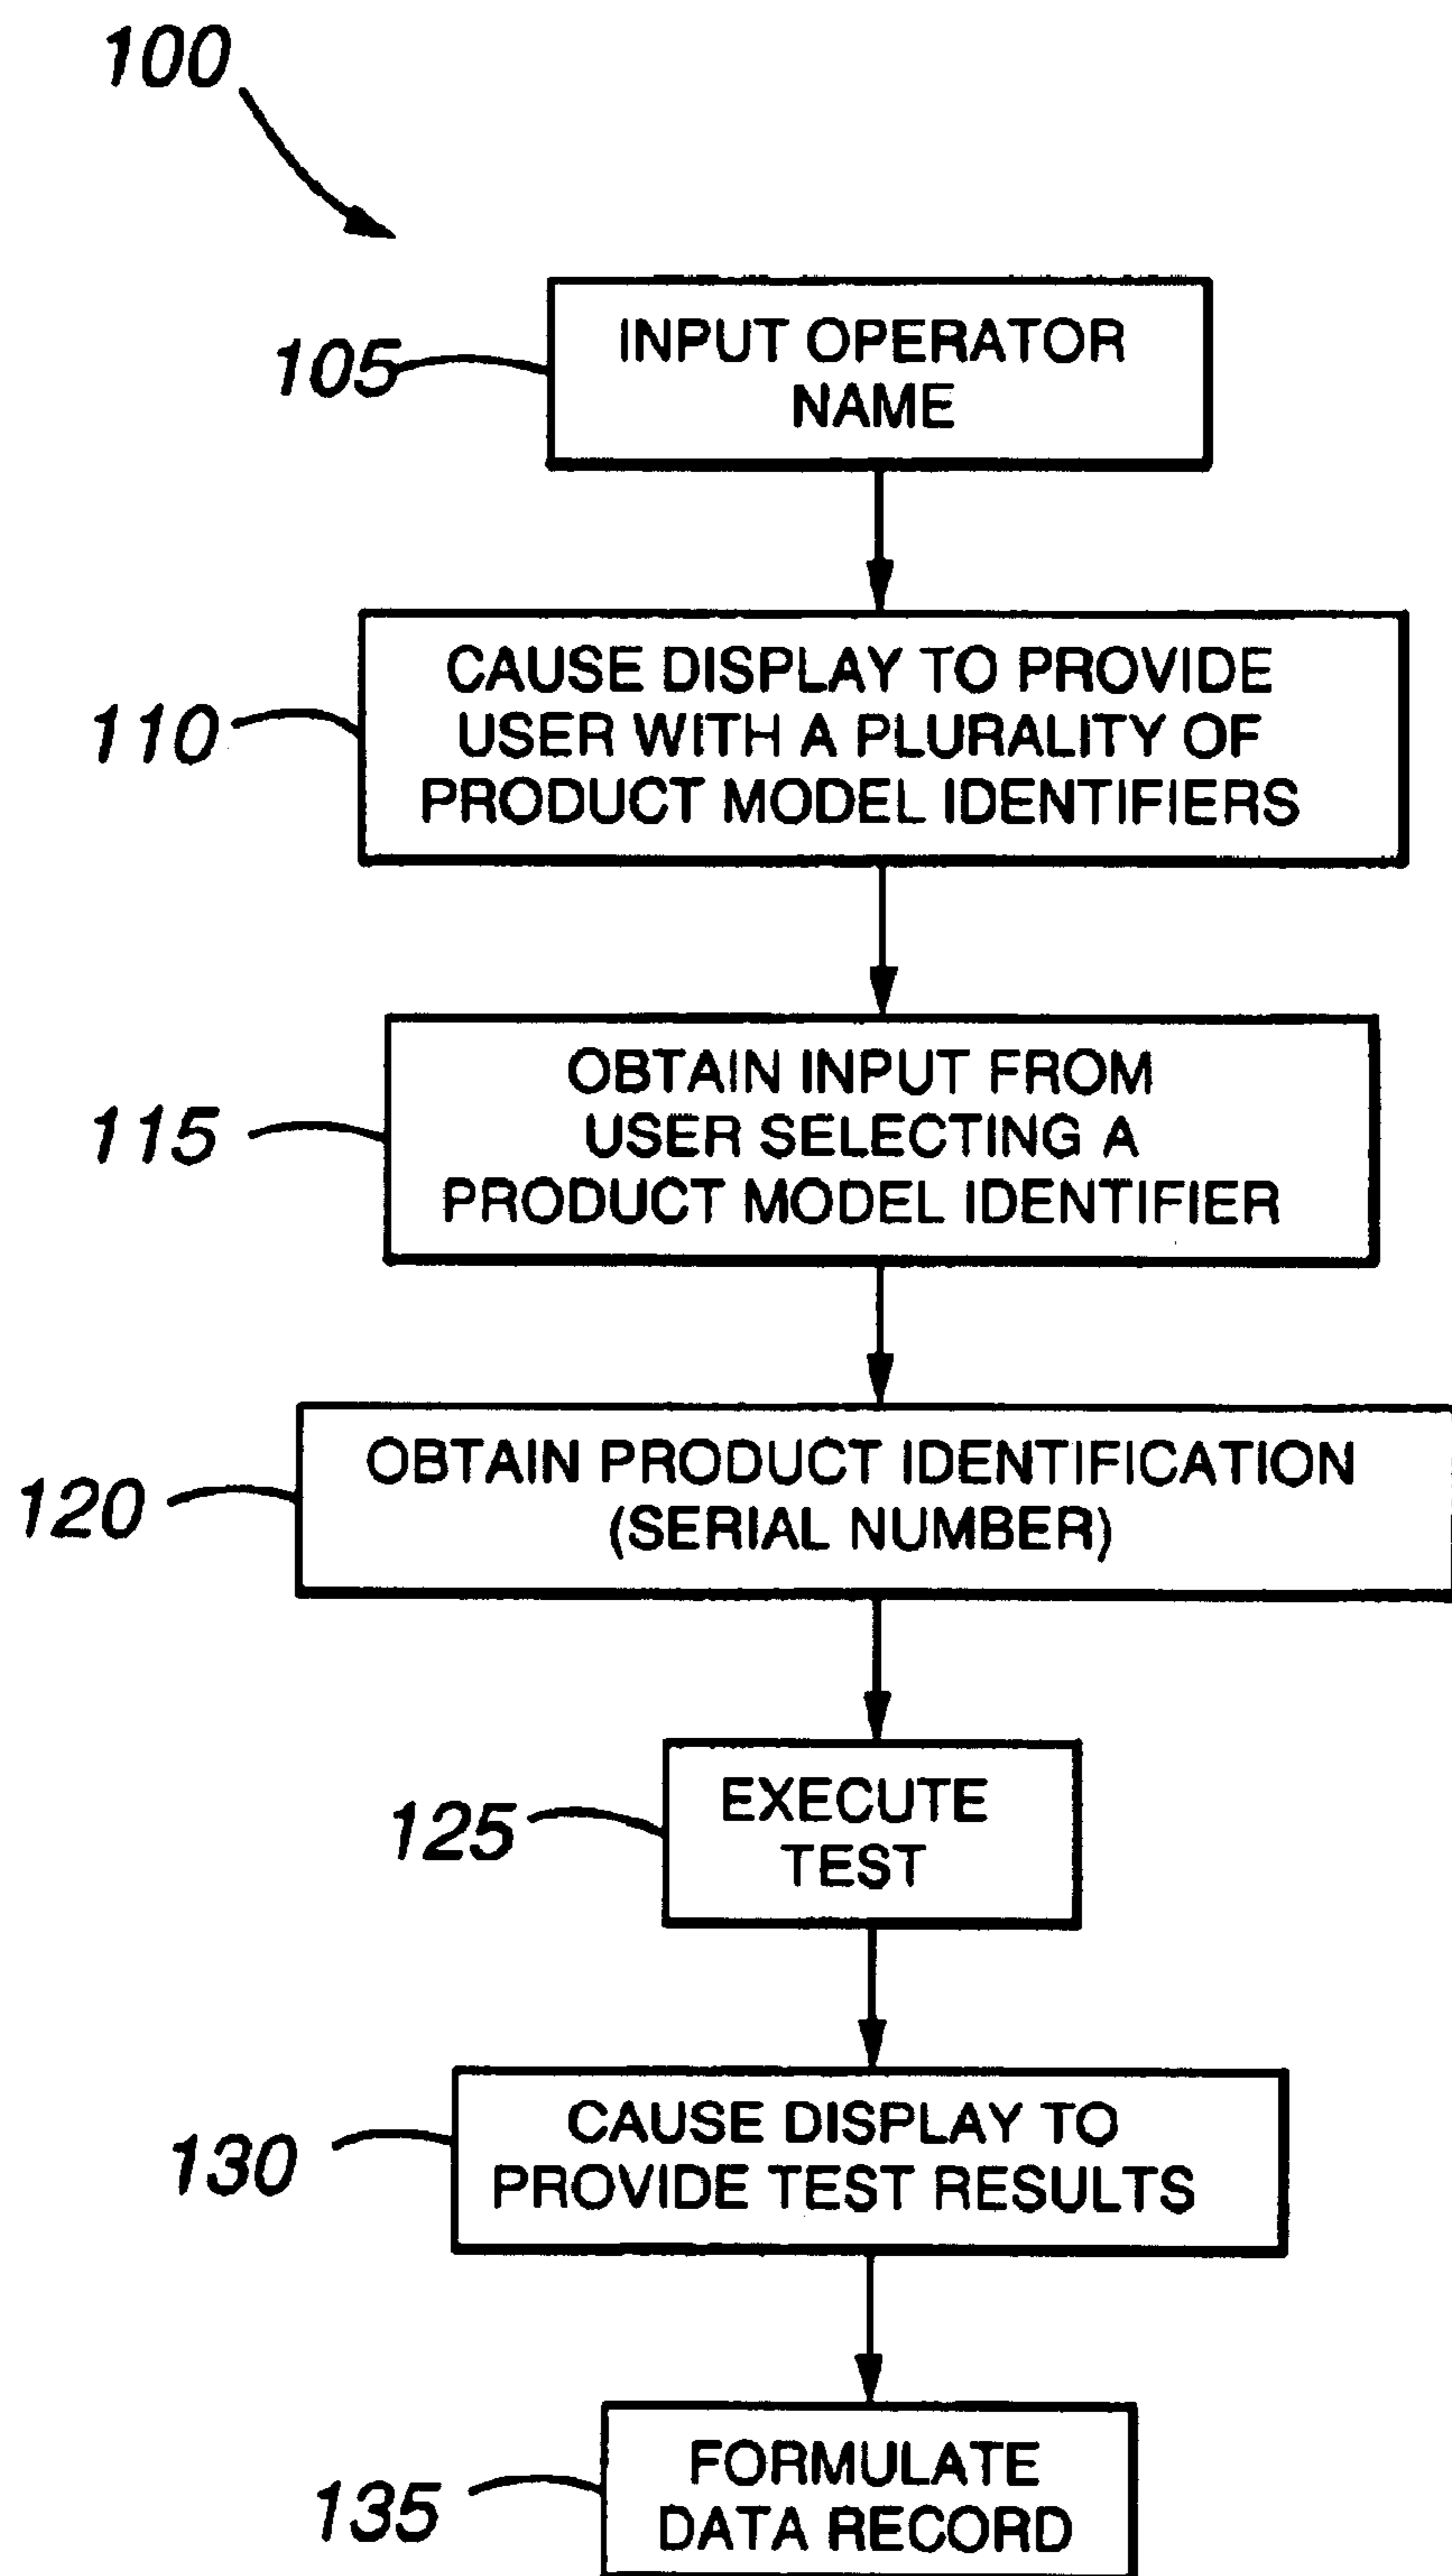 100
105
INPUT OPERATOR
NAME
110
CAUSE DISPLAY TO PROVIDE
USER WITH A PLURALITY OF
PRODUCT MODEL IDENTIFIERS
115
OBTAIN INPUT FROM
USER SELECTING A
PRODUCT MODEL IDENTIFIER
120
OBTAIN PRODUCT IDENTIFICATION
(SERIAL NUMBER)
125
EXECUTE
TEST
130
CAUSE DISPLAY TO
PROVIDE TEST RESULTS
135
FORMULATE
DATA RECORD